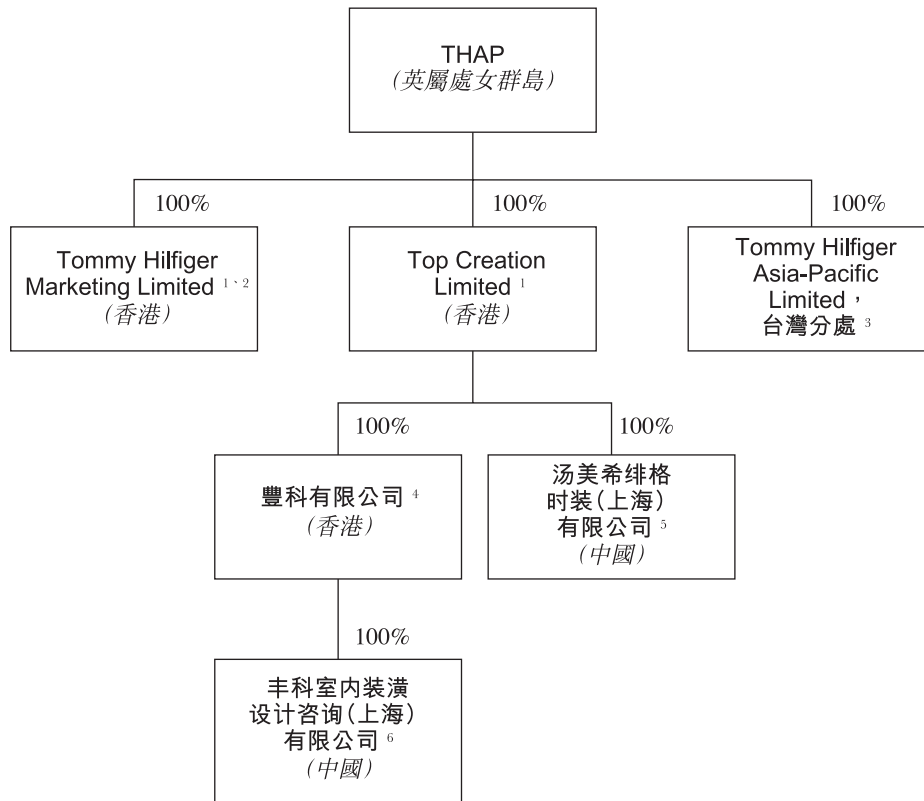 THAP
(英屬處女群島)
100%
100%
100%
Tommy Hilfiger
Marketing Limited 1、2
(香港)
Top Creation
Limited 1
(香港)
Tommy Hilfiger
Asia-Pacific
Limited，
台灣分處 3
100%
100%
豐科有限公司 4
(香港)
汤美希绯格
时装(上海)
有限公司 5
(中國)
100%
丰科室内装潢
设计咨询(上海)
有限公司 6
(中國)